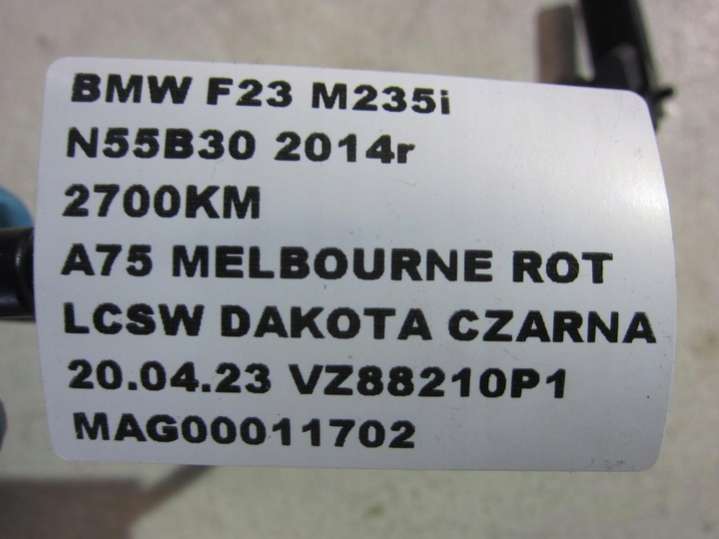 BMW F23 M235i
N55B30 2014r
2700KM
A75 MELBOURNE ROT
LCSW DAKOTA CZARNA
20.04.23 VZ88210P1
MAG00011702